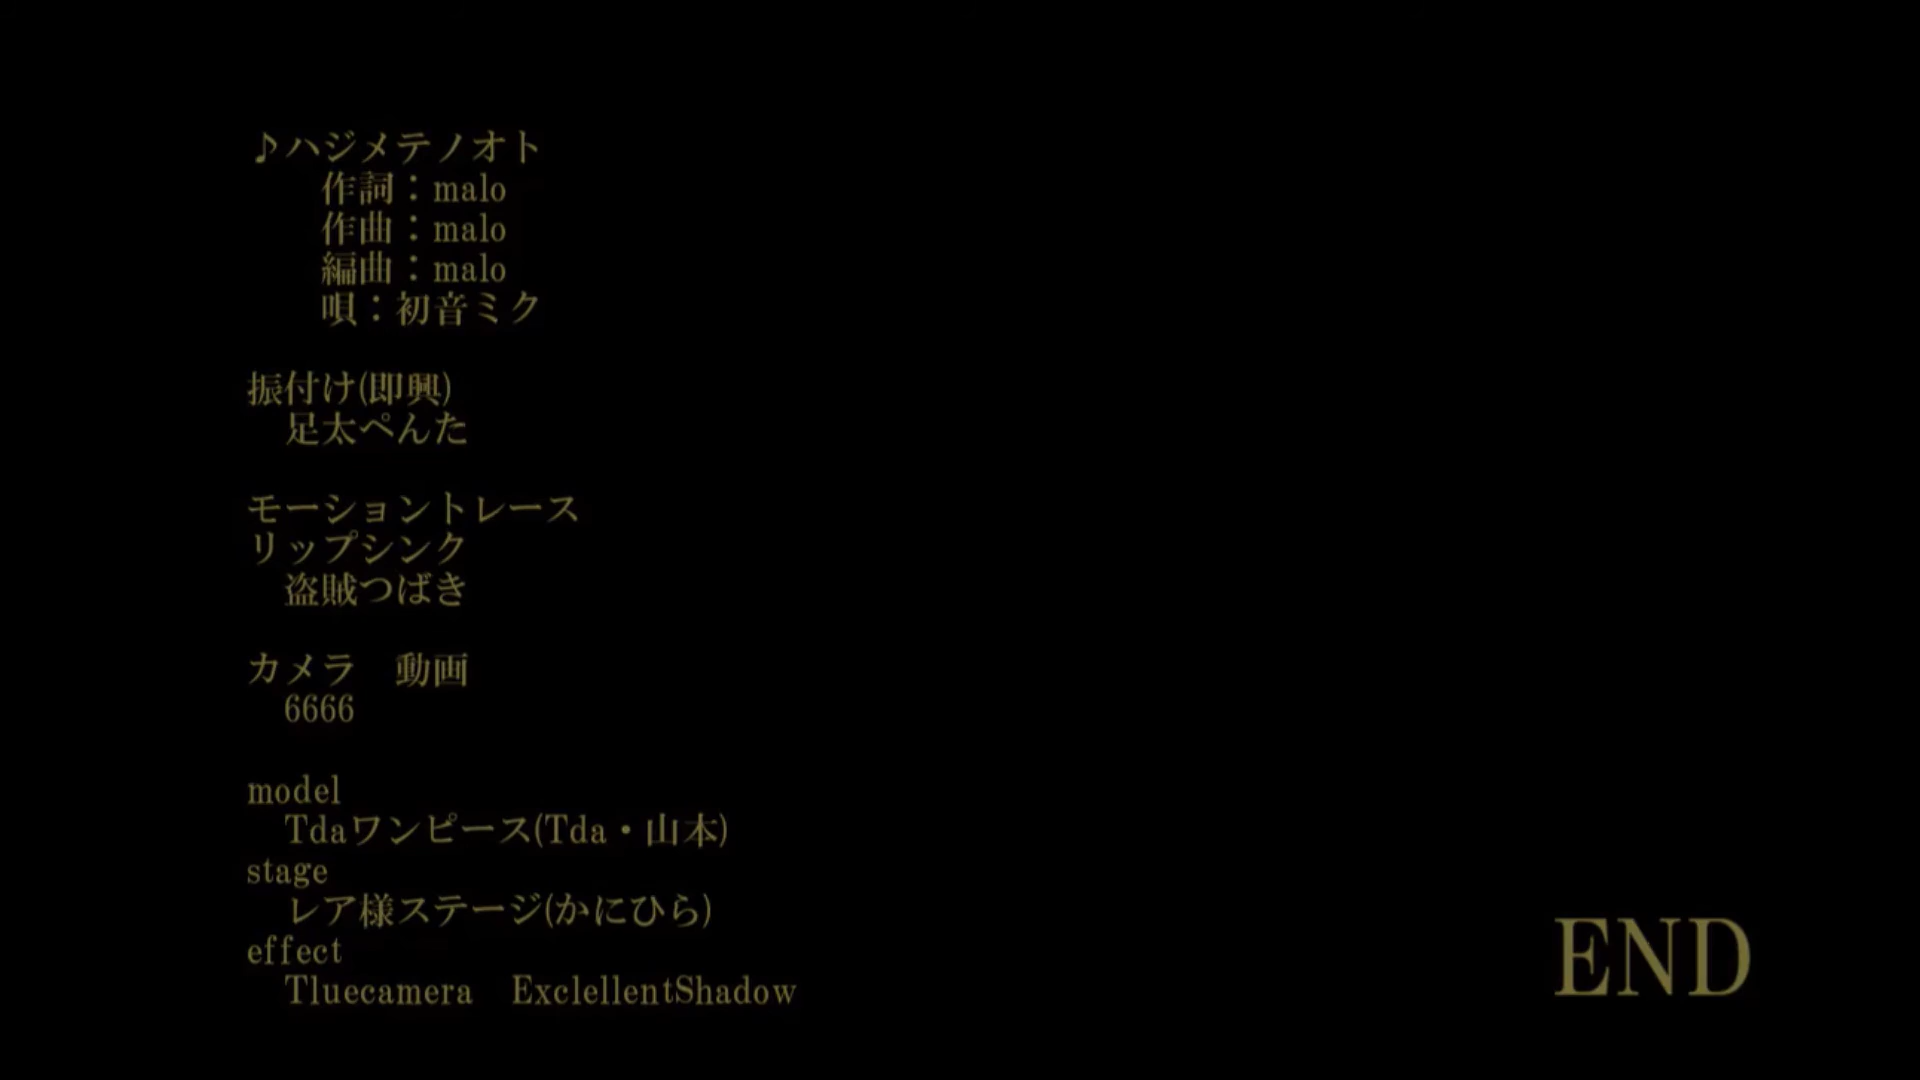 ♪ハジメテノオト
作詞：malo
作曲：malo
編曲：malo
唄：初音ミク
振付け(即興)
足太ぺんた
モーショントレース
リップシンク
盗賊つばき
カメラ　動画
6666
model
Tdaワンピース(Tda・山本)
stage
レア様ステージ(かにひら)
effect
Tluecamera　ExclellentShadow
END